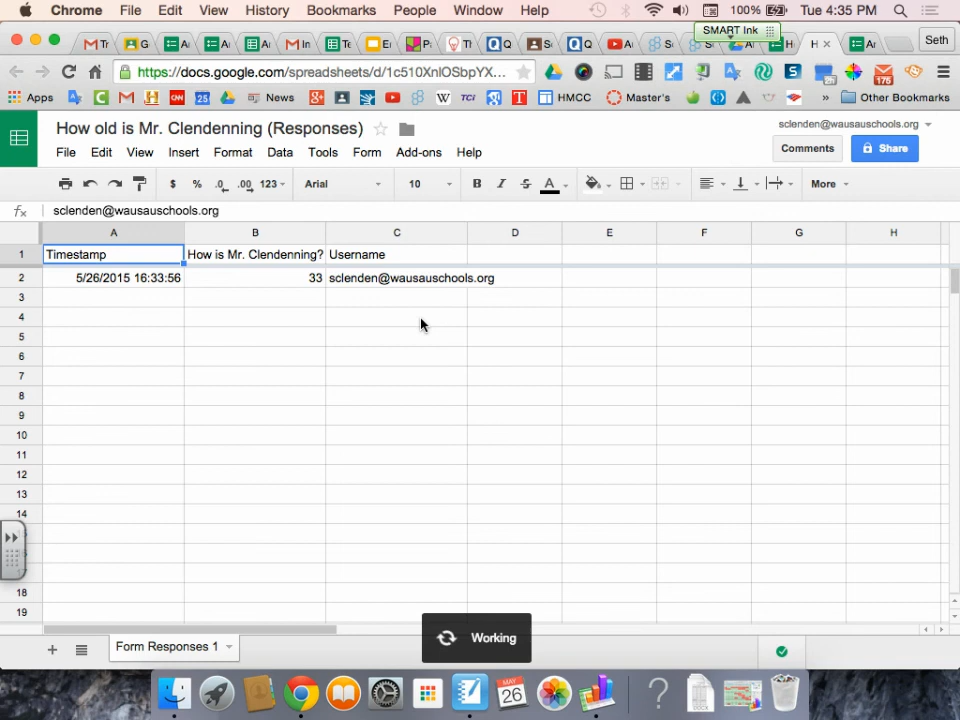 Chrome File Edit View History Bookmarks People Window Help 100% Tue 4:35 PM
SMART Ink
Seth
https://docs.google.com/spreadsheets/d/1c510XnlOSbpYX...
175
Apps 25 News TCI HMCC Master's » Other Bookmarks
How old is Mr. Clendenning (Responses)
sclenden@wausauschools.org
File Edit View Insert Format Data Tools Form Add-ons Help
Comments Share
$ % .0 .00 123 Arial 10 B I S A More
fx sclenden@wausauschools.org
A B C D E F G H
1 Timestamp How is Mr. Clendenning? Username
2 5/26/2015 16:33:56 33 sclenden@wausauschools.org
3
4
5
6
7
8
9
10
11
12
13
14
18
19
Working
Form Responses 1
MAY
26